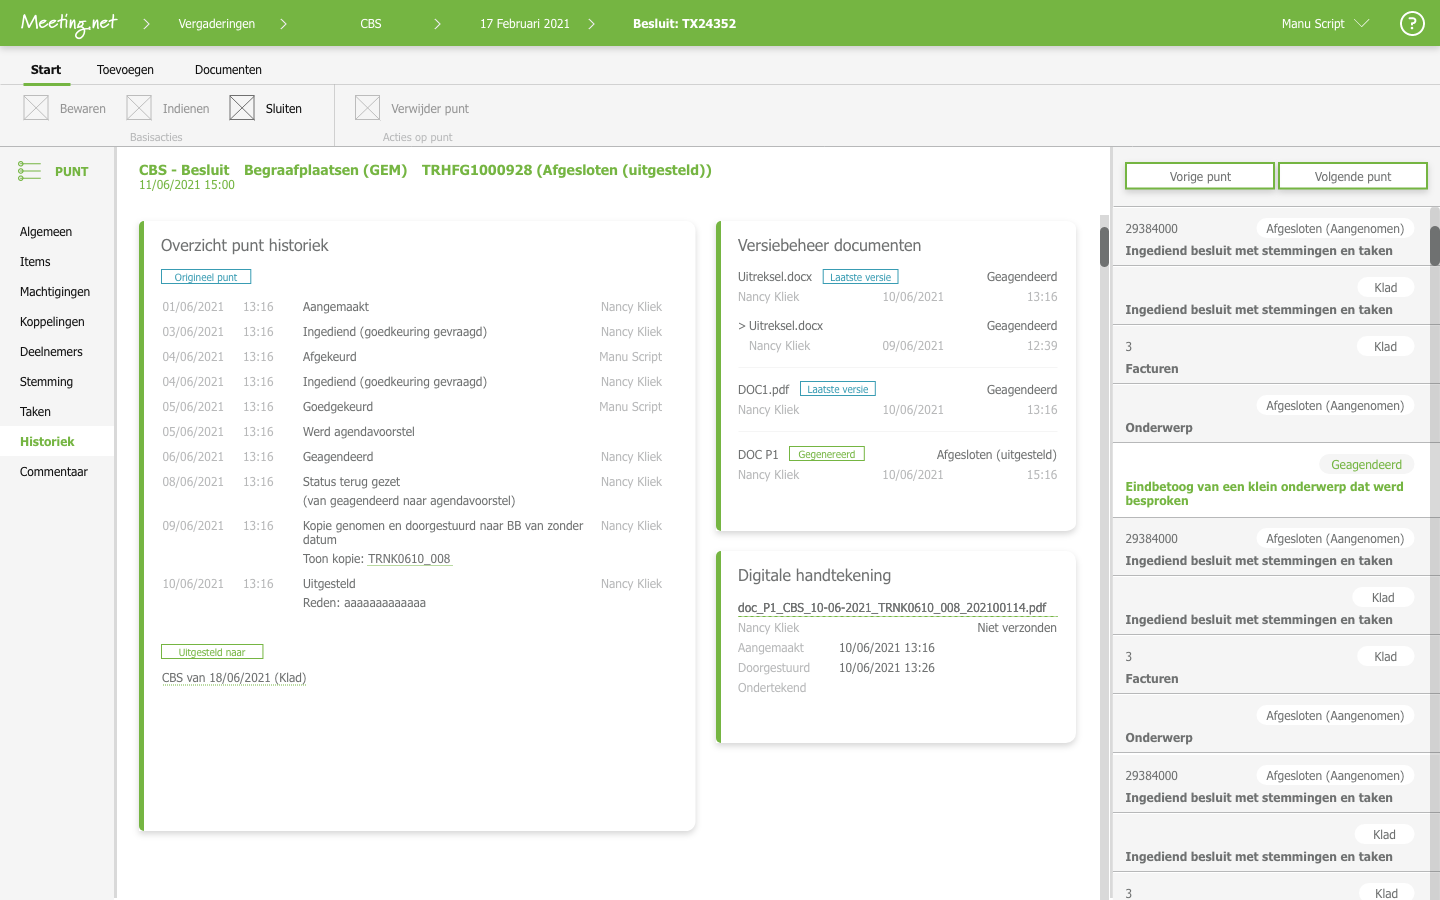 Meeting.net
Vergaderingen
CBS
17 Februari 2021
Besluit: TX24352
Manu Script
?
Start
Toevoegen
Documenten
Bewaren
Indienen
Sluiten
Verwijder punt
Basisacties
Acties op punt
PUNT
Algemeen
Items
Machtigingen
Koppelingen
Deelnemers
Stemming
Taken
Historiek
Commentaar
CBS - Besluit Begraafplaatsen (GEM) TRHFG1000928 (Afgesloten (uitgesteld))
11/06/2021 15:00
Overzicht punt historiek
Origineel punt
01/06/2021 13:16 Aangemaakt Nancy Kliek
03/06/2021 13:16 Ingediend (goedkeuring gevraagd) Nancy Kliek
04/06/2021 13:16 Afgekeurd Manu Script
04/06/2021 13:16 Ingediend (goedkeuring gevraagd) Nancy Kliek
05/06/2021 13:16 Goedgekeurd Manu Script
05/06/2021 13:16 Werd agendavoorstel
06/06/2021 13:16 Geagendeerd Nancy Kliek
08/06/2021 13:16 Status terug gezet Nancy Kliek
(van geagendeerd naar agendavoorstel)
09/06/2021 13:16 Kopie genomen en doorgestuurd naar BB van zonder Nancy Kliek
datum
Toon kopie: TRNK0610_008
10/06/2021 13:16 Uitgesteld Nancy Kliek
Reden: aaaaaaaaaaaaa
Uitgesteld naar
CBS van 18/06/2021 (Klad)
Versiebeheer documenten
Uitreksel.docx Laatste versie Geagendeerd
Nancy Kliek 10/06/2021 13:16
> Uitreksel.docx Geagendeerd
Nancy Kliek 09/06/2021 12:39
DOC1.pdf Laatste versie Geagendeerd
Nancy Kliek 10/06/2021 13:16
DOC P1 Gegenereerd Afgesloten (uitgesteld)
Nancy Kliek 10/06/2021 15:16
Digitale handtekening
doc_P1_CBS_10-06-2021_TRNK0610_008_202100114.pdf
Nancy Kliek Niet verzonden
Aangemaakt 10/06/2021 13:16
Doorgestuurd 10/06/2021 13:26
Ondertekend
Vorige punt
Volgende punt
29384000 Afgesloten (Aangenomen)
Ingediend besluit met stemmingen en taken
Klad
Ingediend besluit met stemmingen en taken
3 Klad
Facturen
Afgesloten (Aangenomen)
Onderwerp
Geagendeerd
Eindbetoog van een klein onderwerp dat werd
besproken
29384000 Afgesloten (Aangenomen)
Ingediend besluit met stemmingen en taken
Klad
Ingediend besluit met stemmingen en taken
3 Klad
Facturen
Afgesloten (Aangenomen)
Onderwerp
29384000 Afgesloten (Aangenomen)
Ingediend besluit met stemmingen en taken
Klad
Ingediend besluit met stemmingen en taken
3 Klad